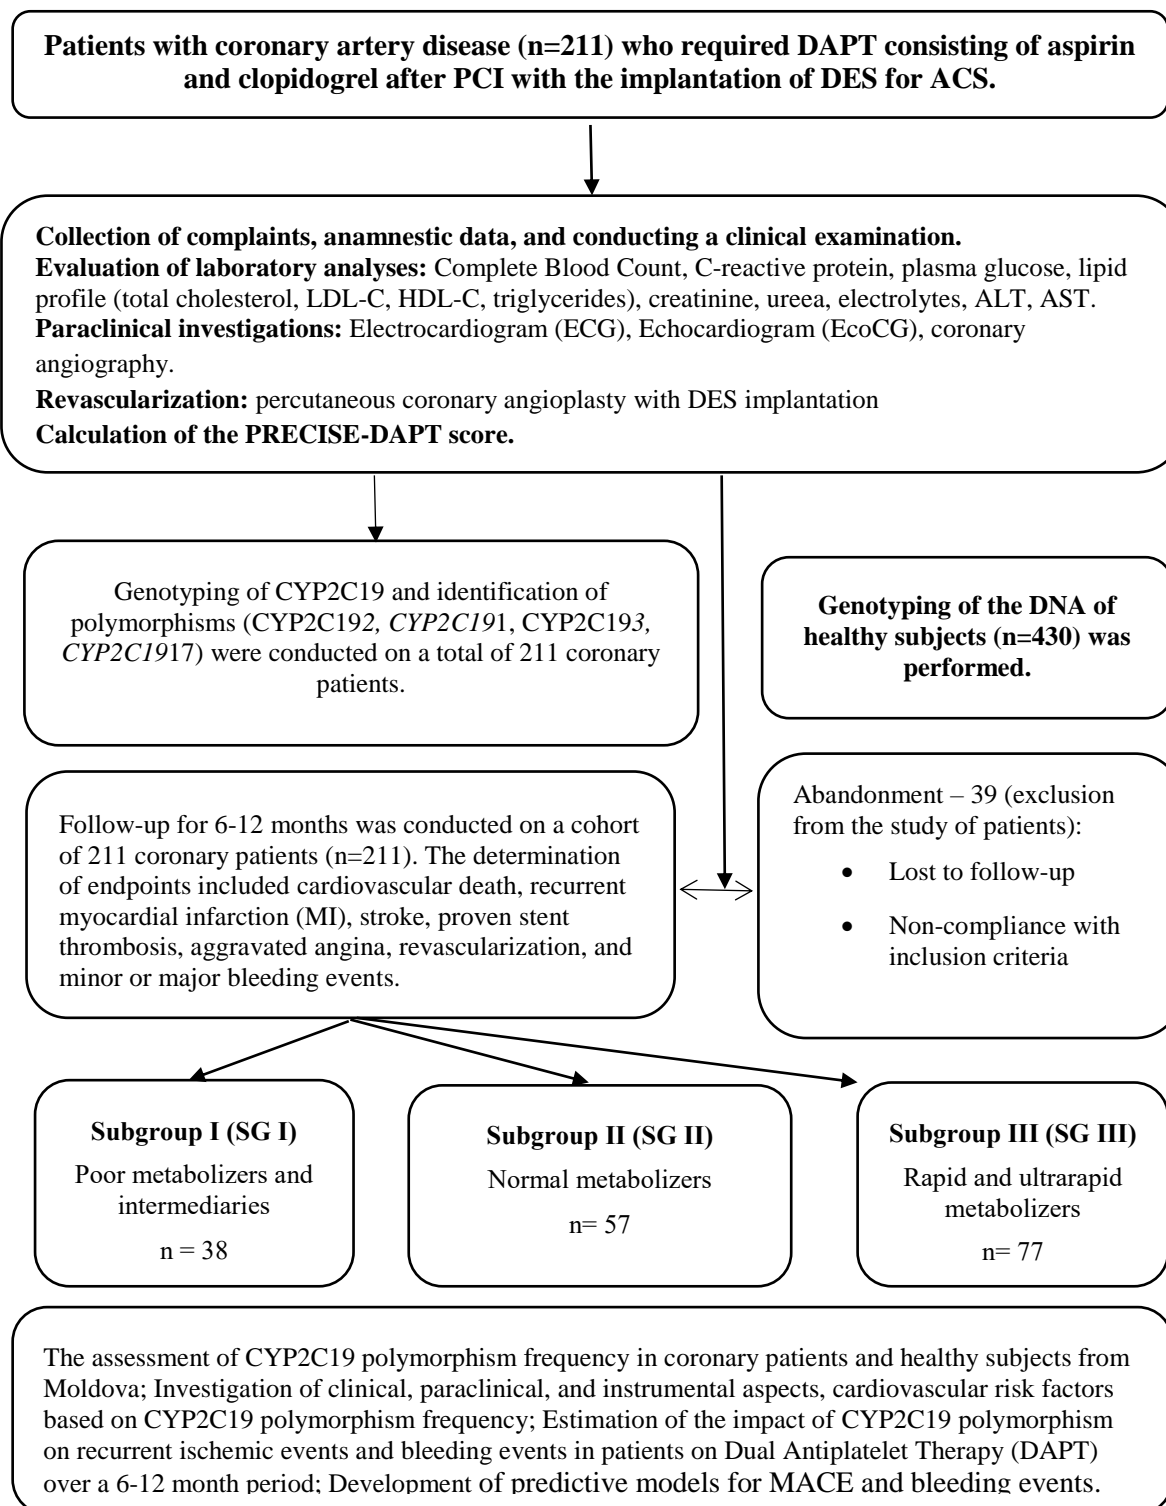 Patients with coronary artery disease (n=211) who required DAPT consisting of aspirin
and clopidogrel after PCI with the implantation of DES for ACS.
Collection of complaints, anamnestic data, and conducting a clinical examination.
Evaluation of laboratory analyses: Complete Blood Count, C-reactive protein, plasma glucose, lipid
profile (total cholesterol, LDL-C, HDL-C, triglycerides), creatinine, ureea, electrolytes, ALT, AST.
Paraclinical investigations: Electrocardiogram (ECG), Echocardiogram (EcoCG), coronary
angiography.
Revascularization: percutaneous coronary angioplasty with DES implantation
Calculation of the PRECISE-DAPT score.
Genotyping of CYP2C19 and identification of
polymorphisms (CYP2C192, CYP2C191, CYP2C193,
CYP2C1917) were conducted on a total of 211 coronary
patients.
Genotyping of the DNA of
healthy subjects (n=430) was
performed.
Follow-up for 6-12 months was conducted on a cohort
of 211 coronary patients (n=211). The determination
of endpoints included cardiovascular death, recurrent
myocardial infarction (MI), stroke, proven stent
thrombosis, aggravated angina, revascularization, and
minor or major bleeding events.
Abandonment – 39 (exclusion
from the study of patients):
• Lost to follow-up
• Non-compliance with
inclusion criteria
Subgroup I (SG I)
Poor metabolizers and
intermediaries
n = 38
Subgroup II (SG II)
Normal metabolizers
n= 57
Subgroup III (SG III)
Rapid and ultrarapid
metabolizers
n= 77
The assessment of CYP2C19 polymorphism frequency in coronary patients and healthy subjects from
Moldova; Investigation of clinical, paraclinical, and instrumental aspects, cardiovascular risk factors
based on CYP2C19 polymorphism frequency; Estimation of the impact of CYP2C19 polymorphism
on recurrent ischemic events and bleeding events in patients on Dual Antiplatelet Therapy (DAPT)
over a 6-12 month period; Development of predictive models for MACE and bleeding events.